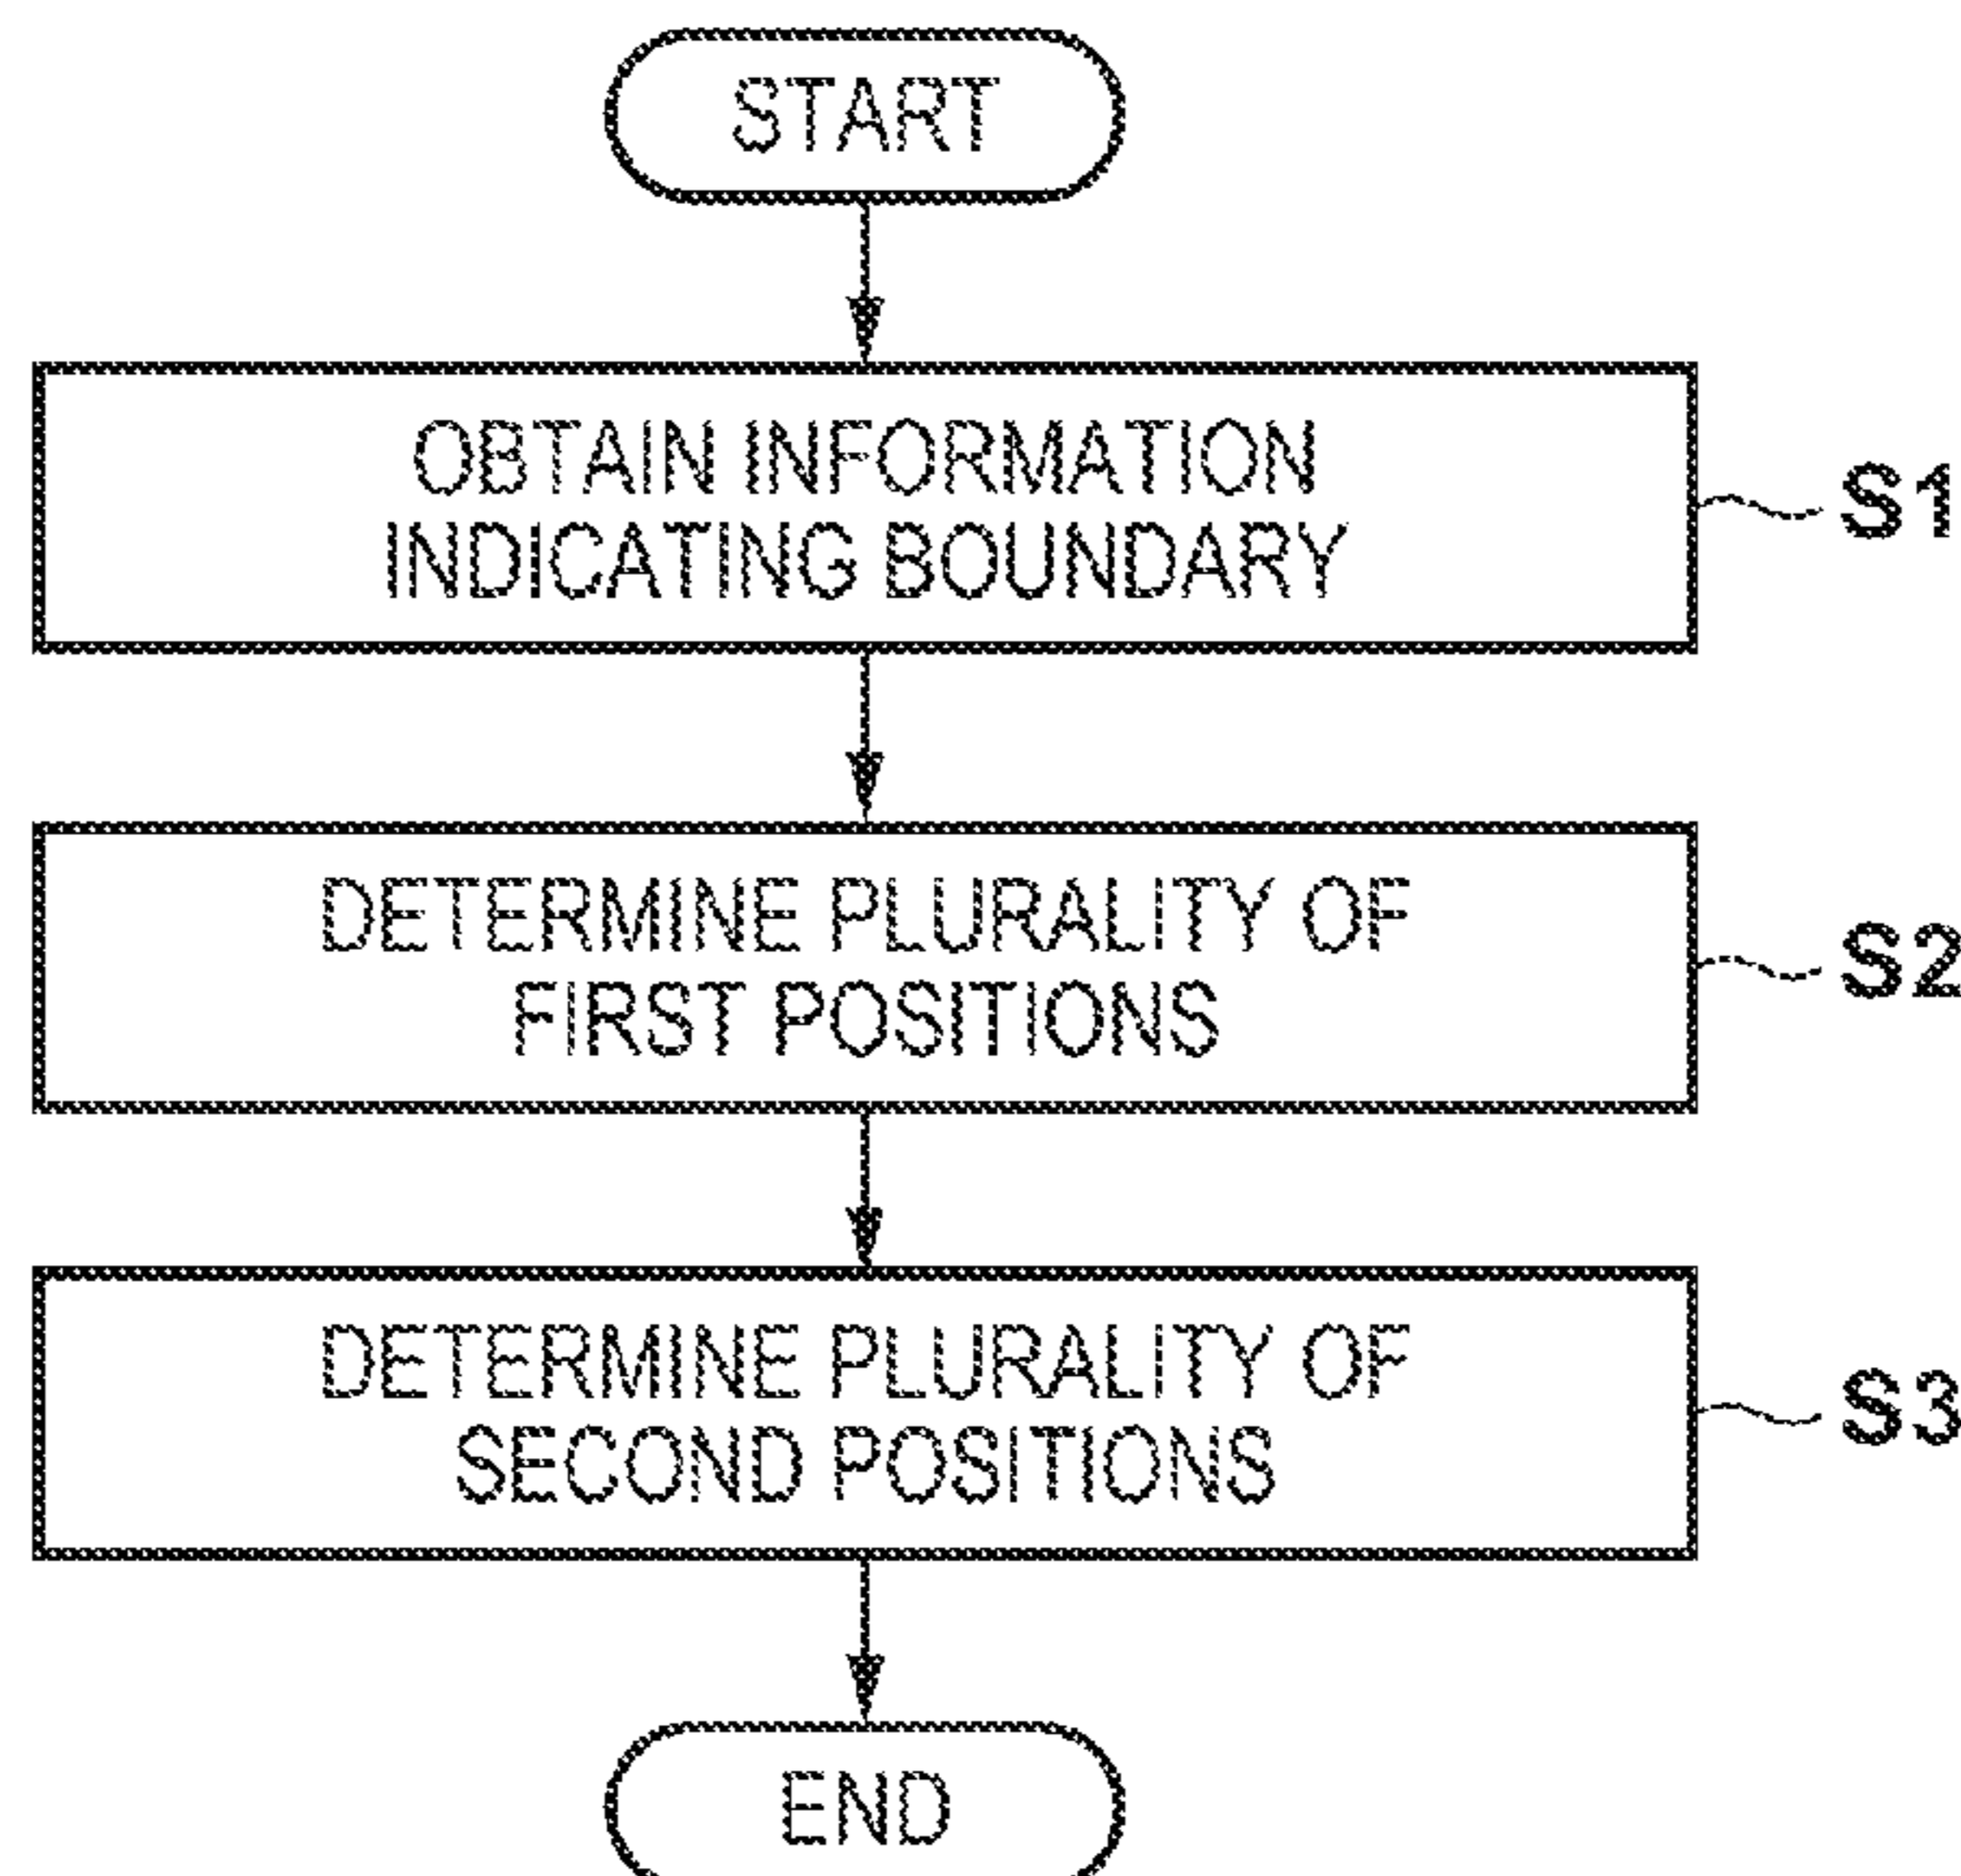 START
OBTAIN INFORMATION
INDICATING BOUNDARY
S1
DETERMINE PLURALITY OF
FIRST POSITIONS
S2
DETERMINE PLURALITY OF
SECOND POSITIONS
S3
END